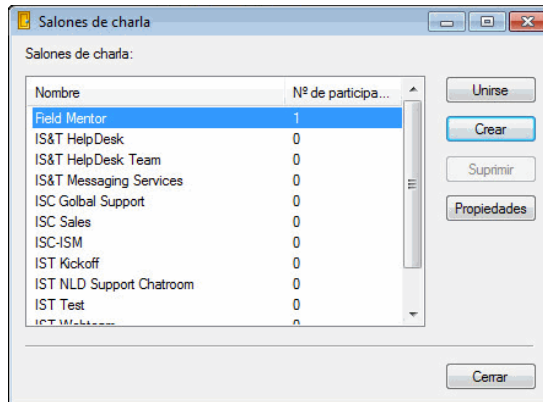 Salones de charla
Salones de charla:
Nombre Nº de participa...
Field Mentor 1
IS&T HelpDesk 0
IS&T HelpDesk Team 0
IS&T Messaging Services 0
ISC Golbal Support 0
ISC Sales 0
ISC-ISM 0
IST Kickoff 0
IST NLD Support Chatroom 0
IST Test 0
Unirse
Crear
Suprimir
Propiedades
Cerrar